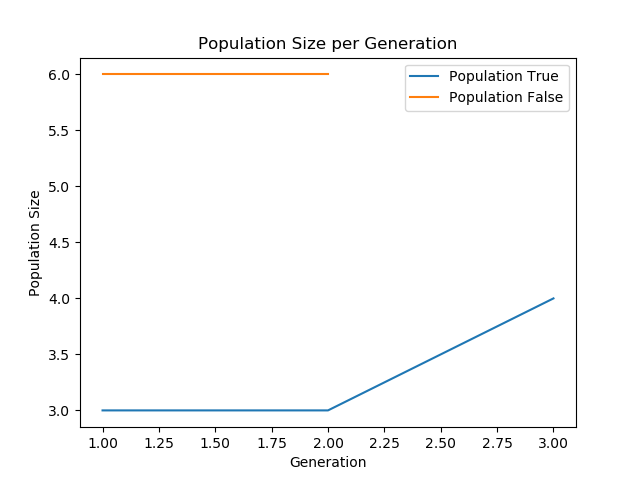 Population Size per Generation
Population True
Population False
Population Size
6.0
5.5
5.0
4.5
4.0
3.5
3.0
1.00 1.25 1.50 1.75 2.00 2.25 2.50 2.75 3.00
Generation